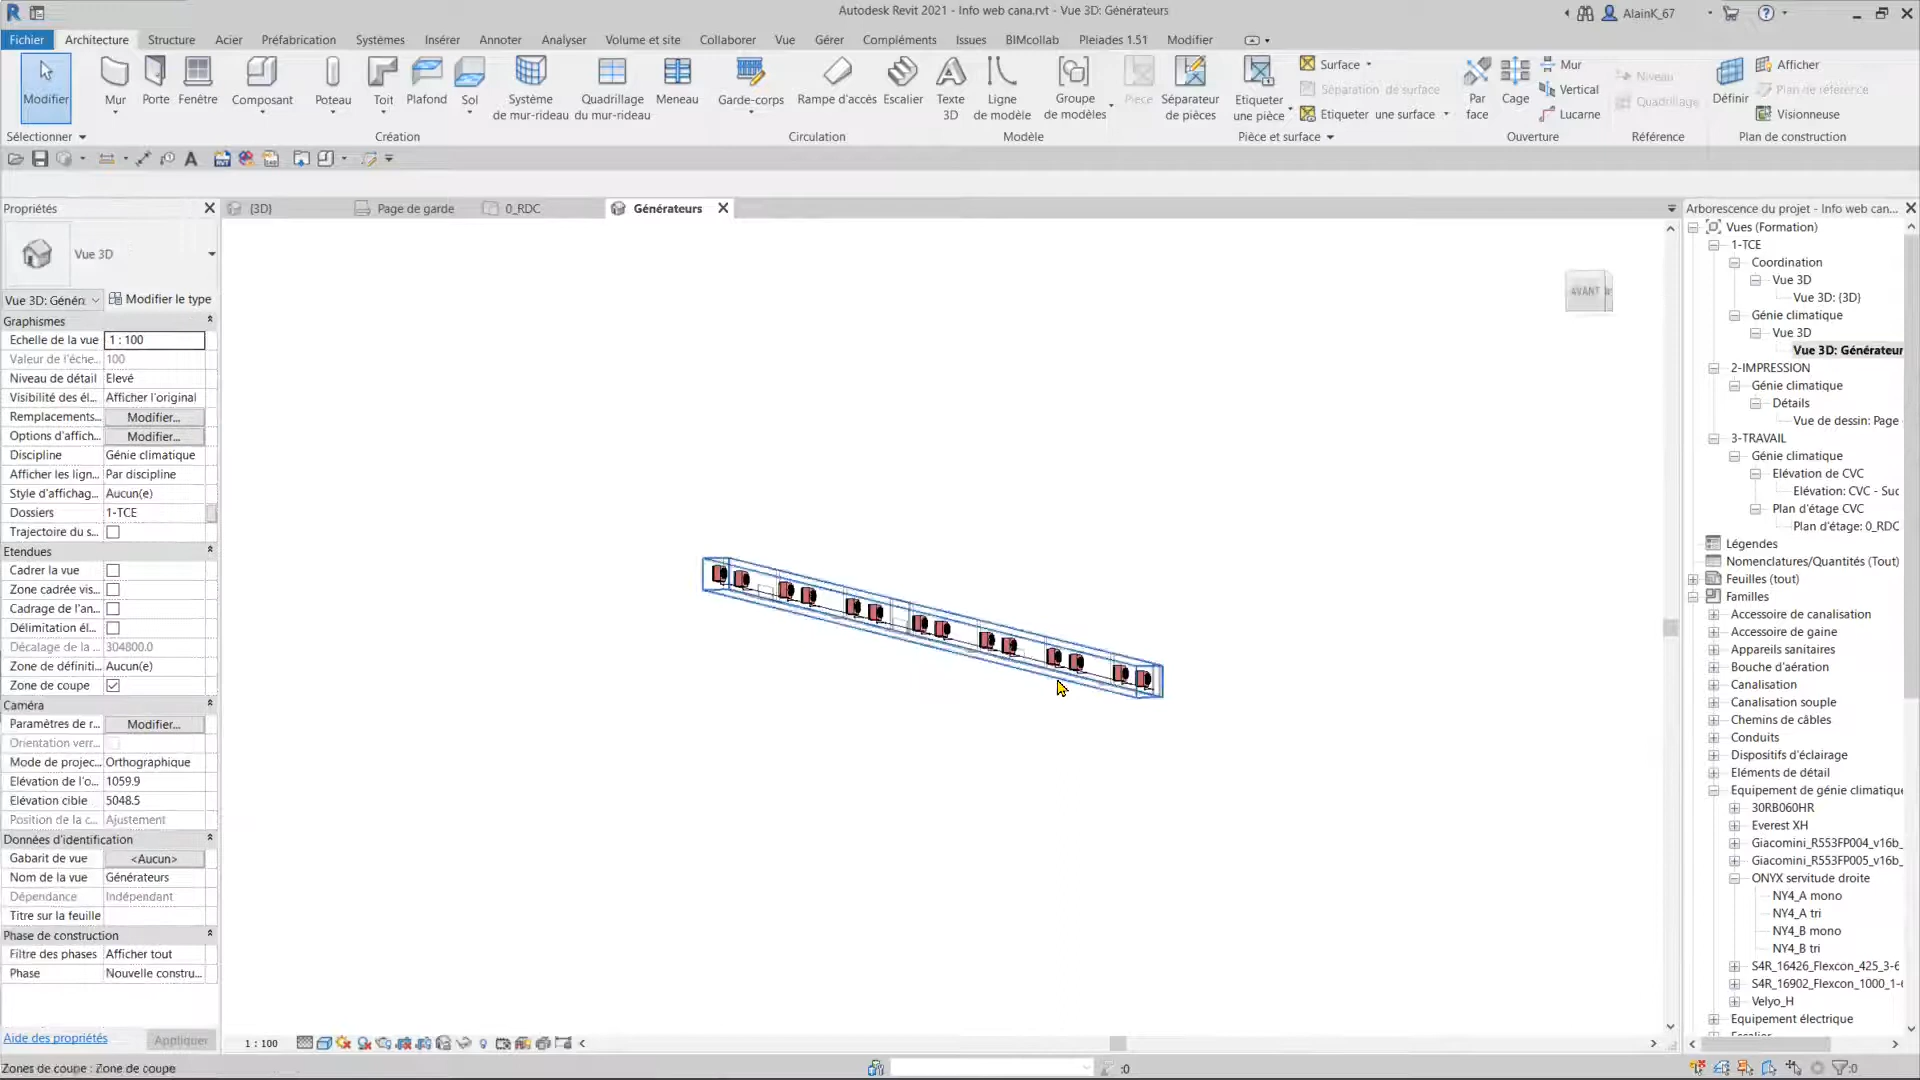 Autodesk Revit 2021 - Info web cana.rvt - Vue 3D: Générateurs
AlainK_67
Fichier Architecture Structure Acier Préfabrication Systèmes Insérer Annoter Analyser Volume et site Collaborer Vue Gérer Compléments Issues BIMcollab Pleiades 1.51 Modifier
Modifier
Mur
Porte
Fenêtre
Composant
Poteau
Toit
Plafond
Sol
Système
de mur-rideau
Quadrillage
du mur-rideau
Meneau
Garde-corps
Rampe d'accès
Escalier
Texte
3D
Ligne
de modèle
Groupe
de modèles
Pièce
Séparateur
de pièces
Etiqueter
une pièce
Surface
Séparation de surface
Etiqueter une surface
Par
face
Cage
Mur
Vertical
Lucarne
Niveau
Quadrillage
Définir
Afficher
Plan de référence
Visionneuse
Sélectionner Création Circulation Modèle Pièce et surface Ouverture Référence Plan de construction
Propriétés
{3D} Page de garde 0_RDC Générateurs
Vue 3D
Vue 3D: Génér Modifier le type
Graphismes
Echelle de la vue 1 : 100
Valeur de l'éche... 100
Niveau de détail Elevé
Visibilité des él... Afficher l'original
Remplacements... Modifier...
Options d'affich... Modifier...
Discipline Génie climatique
Afficher les lign... Par discipline
Style d'affichag... Aucun(e)
Dossiers 1-TCE
Trajectoire du s...
Etendues
Cadrer la vue
Zone cadrée vis...
Cadrage de l'an...
Délimitation él...
Décalage de la ... 304800.0
Zone de définiti... Aucun(e)
Zone de coupe
Caméra
Paramètres de r... Modifier...
Orientation verr...
Mode de projec... Orthographique
Elévation de l'o... 1059.9
Elévation cible 5048.5
Position de la c... Ajustement
Données d'identification
Gabarit de vue <Aucun>
Nom de la vue Générateurs
Dépendance Indépendant
Titre sur la feuille
Phase de construction
Filtre des phases Afficher tout
Phase Nouvelle constru...
Aide des propriétés Appliquer
AVANT
Arborescence du projet - Info web cana...
Vues (Formation)
1-TCE
Coordination
Vue 3D
Vue 3D: {3D}
Génie climatique
Vue 3D
Vue 3D: Générateur
2-IMPRESSION
Génie climatique
Détails
Vue de dessin: Page
3-TRAVAIL
Génie climatique
Elévation de CVC
Elévation: CVC - Suc
Plan d'étage CVC
Plan d'étage: 0_RDC
Légendes
Nomenclatures/Quantités (Tout)
Feuilles (tout)
Familles
Accessoire de canalisation
Accessoire de gaine
Appareils sanitaires
Bouche d'aération
Canalisation
Canalisation souple
Chemins de câbles
Conduits
Dispositifs d'éclairage
Eléments de détail
Equipement de génie climatique
30RB060HR
Everest XH
Giacomini_R553FP004_v16b_
Giacomini_R553FP005_v16b_
ONYX servitude droite
NY4_A mono
NY4_A tri
NY4_B mono
NY4_B tri
S4R_16426_Flexcon_425_3-6
S4R_16902_Flexcon_1000_1-6
Velyo_H
Equipement électrique
1 : 100
Zones de coupe : Zone de coupe
:0
:0